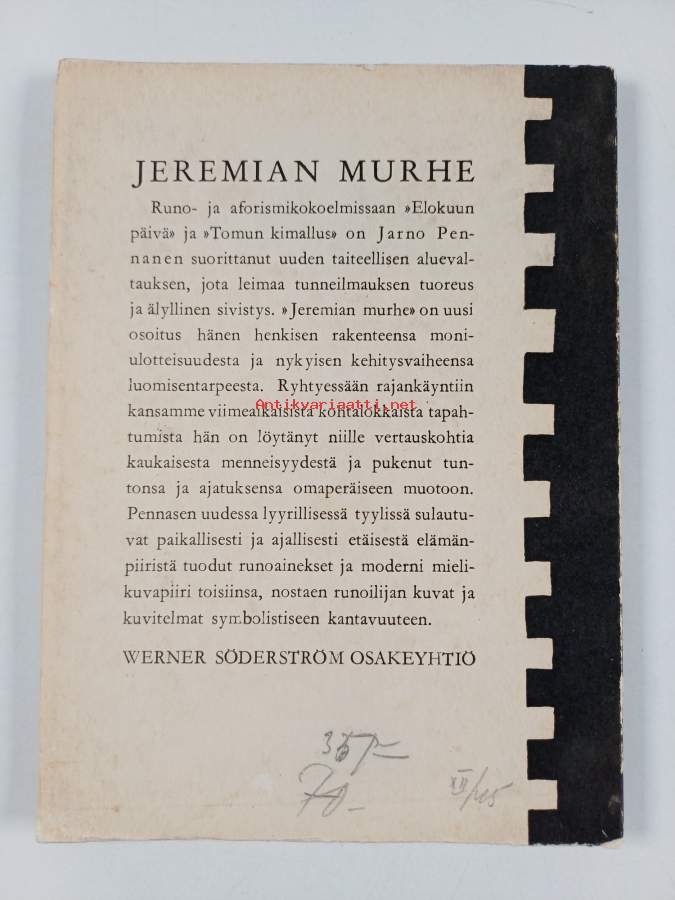 JEREMIAN MURHE
Runo- ja aforismikokoelmissaan »Elokuun
päivä» ja »Tomun kimallus» on Jarno Pen-
nanen suorittanut uuden taiteellisen alueval-
tauksen, jota leimaa tunneilmauksen tuoreus
ja älyllinen sivistys. »Jeremian murhe» on uusi
osoitus hänen henkisen rakenteensa moni-
ulotteisuudesta ja nykyisen kehitysvaiheensa
luomisentarpeesta. Ryhtyessään rajankäyntiin
Antikvariaatti.net
kansamme viimeaikaisista kohtalokkaista tapah-
tumista hän on löytänyt niille vertauskohtia
kaukaisesta menneisyydestä ja pukenut tun-
tonsa ja ajatuksensa omaperäiseen muotoon.
Pennasen uudessa lyyrillisessä tyylissä sulautu-
vat paikallisesti ja ajallisesti etäisestä elämän-
piiristä tuodut runoainekset ja moderni mieli-
kuvapiiri toisiinsa, nostaen runoilijan kuvat ja
kuvitelmat symbolistiseen kantavuuteen.
WERNER SÖDERSTRÖM OSAKEYHTIÖ
70-